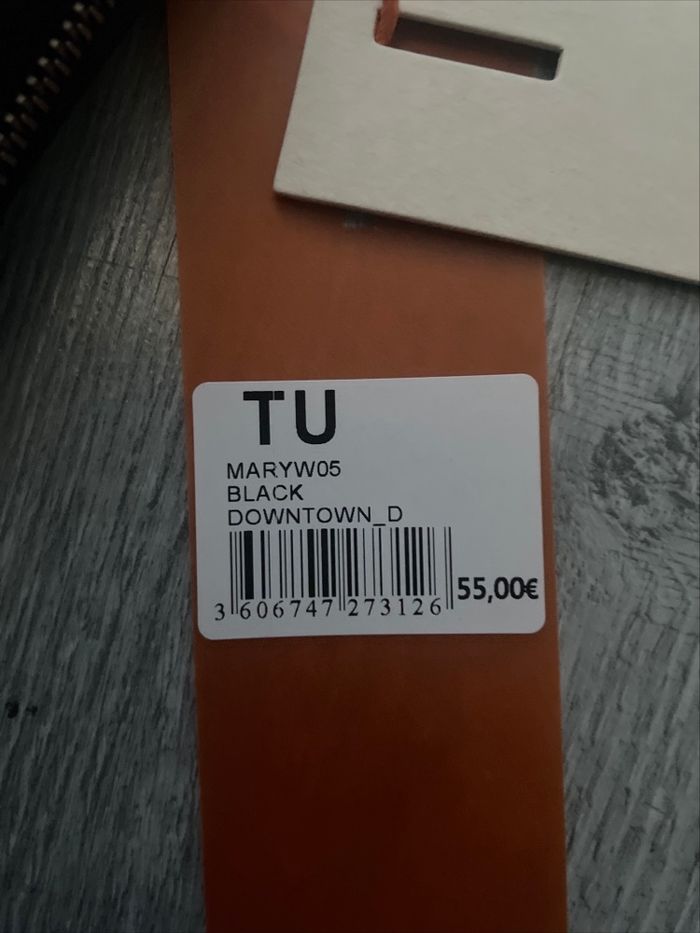 TU
MARYW05
BLACK
DOWNTOWN_D
55,00€
3 606747 273126